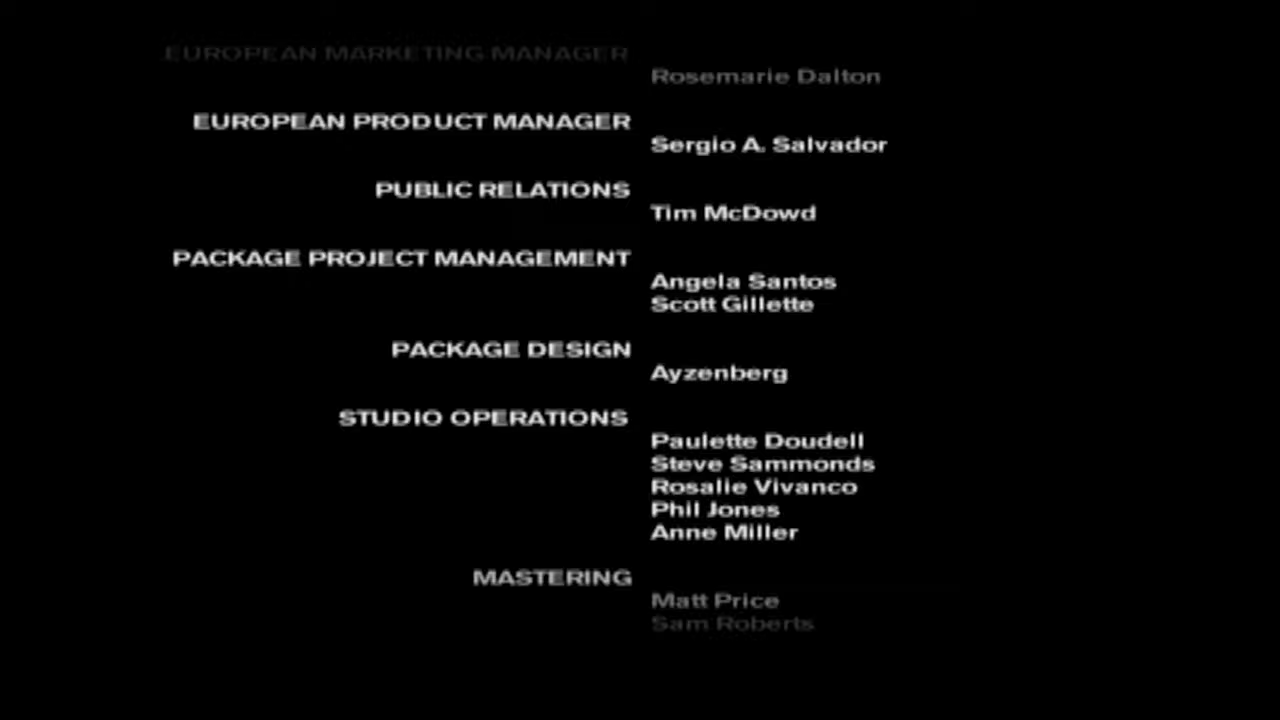 EUROPEAN MARKETING MANAGER
Rosemarie Dalton
EUROPEAN PRODUCT MANAGER
Sergio A. Salvador
PUBLIC RELATIONS
Tim McDowd
PACKAGE PROJECT MANAGEMENT
Angela Santos
Scott Gillette
PACKAGE DESIGN
Ayzenberg
STUDIO OPERATIONS
Paulette Doudell
Steve Sammonds
Rosalie Vivanco
Phil Jones
Anne Miller
MASTERING
Matt Price
Sam Roberts